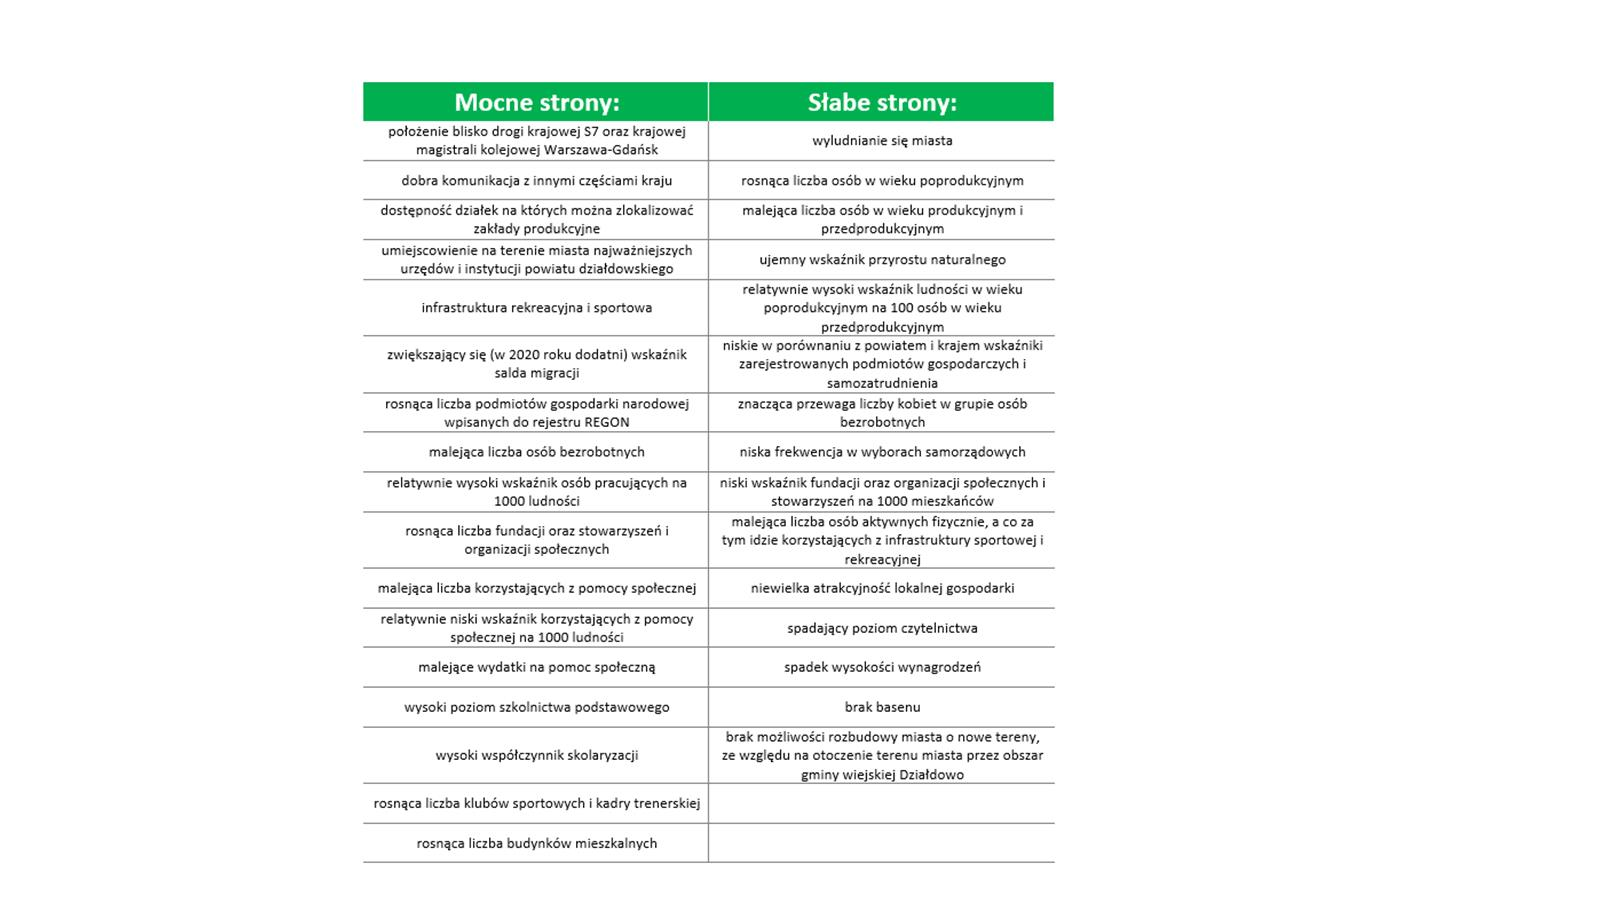 Mocne strony:
Słabe strony:
położenie blisko drogi krajowej S7 oraz krajowej
magistrali kolejowej Warszawa-Gdańsk
wyludnianie się miasta
dobra komunikacja z innymi częściami kraju
rosnąca liczba osób w wieku poprodukcyjnym
dostępność działek na których można zlokalizować
zakłady produkcyjne
malejąca liczba osób w wieku produkcyjnym i
przedprodukcyjnym
umiejscowienie na terenie miasta najważniejszych
urzędów i instytucji powiatu działdowskiego
ujemny wskaźnik przyrostu naturalnego
infrastruktura rekreacyjna i sportowa
relatywnie wysoki wskaźnik ludności w wieku
poprodukcyjnym na 100 osób w wieku
przedprodukcyjnym
zwiększający się (w 2020 roku dodatni) wskaźnik
salda migracji
niskie w porównaniu z powiatem i krajem wskaźniki
zarejestrowanych podmiotów gospodarczych i
samozatrudnienia
rosnąca liczba podmiotów gospodarki narodowej
wpisanych do rejestru REGON
znacząca przewaga liczby kobiet w grupie osób
bezrobotnych
malejąca liczba osób bezrobotnych
niska frekwencja w wyborach samorządowych
relatywnie wysoki wskaźnik osób pracujących na
1000 ludności
niski wskaźnik fundacji oraz organizacji społecznych i
stowarzyszeń na 1000 mieszkańców
rosnąca liczba fundacji oraz stowarzyszeń i
organizacji społecznych
malejąca liczba osób aktywnych fizycznie, a co za
tym idzie korzystających z infrastruktury sportowej i
rekreacyjnej
malejąca liczba korzystających z pomocy społecznej
niewielka atrakcyjność lokalnej gospodarki
relatywnie niski wskaźnik korzystających z pomocy
społecznej na 1000 ludności
spadający poziom czytelnictwa
malejące wydatki na pomoc społeczną
spadek wysokości wynagrodzeń
wysoki poziom szkolnictwa podstawowego
brak basenu
wysoki współczynnik skolaryzacji
brak możliwości rozbudowy miasta o nowe tereny,
ze względu na otoczenie terenu miasta przez obszar
gminy wiejskiej Działdowo
rosnąca liczba klubów sportowych i kadry trenerskiej
rosnąca liczba budynków mieszkalnych